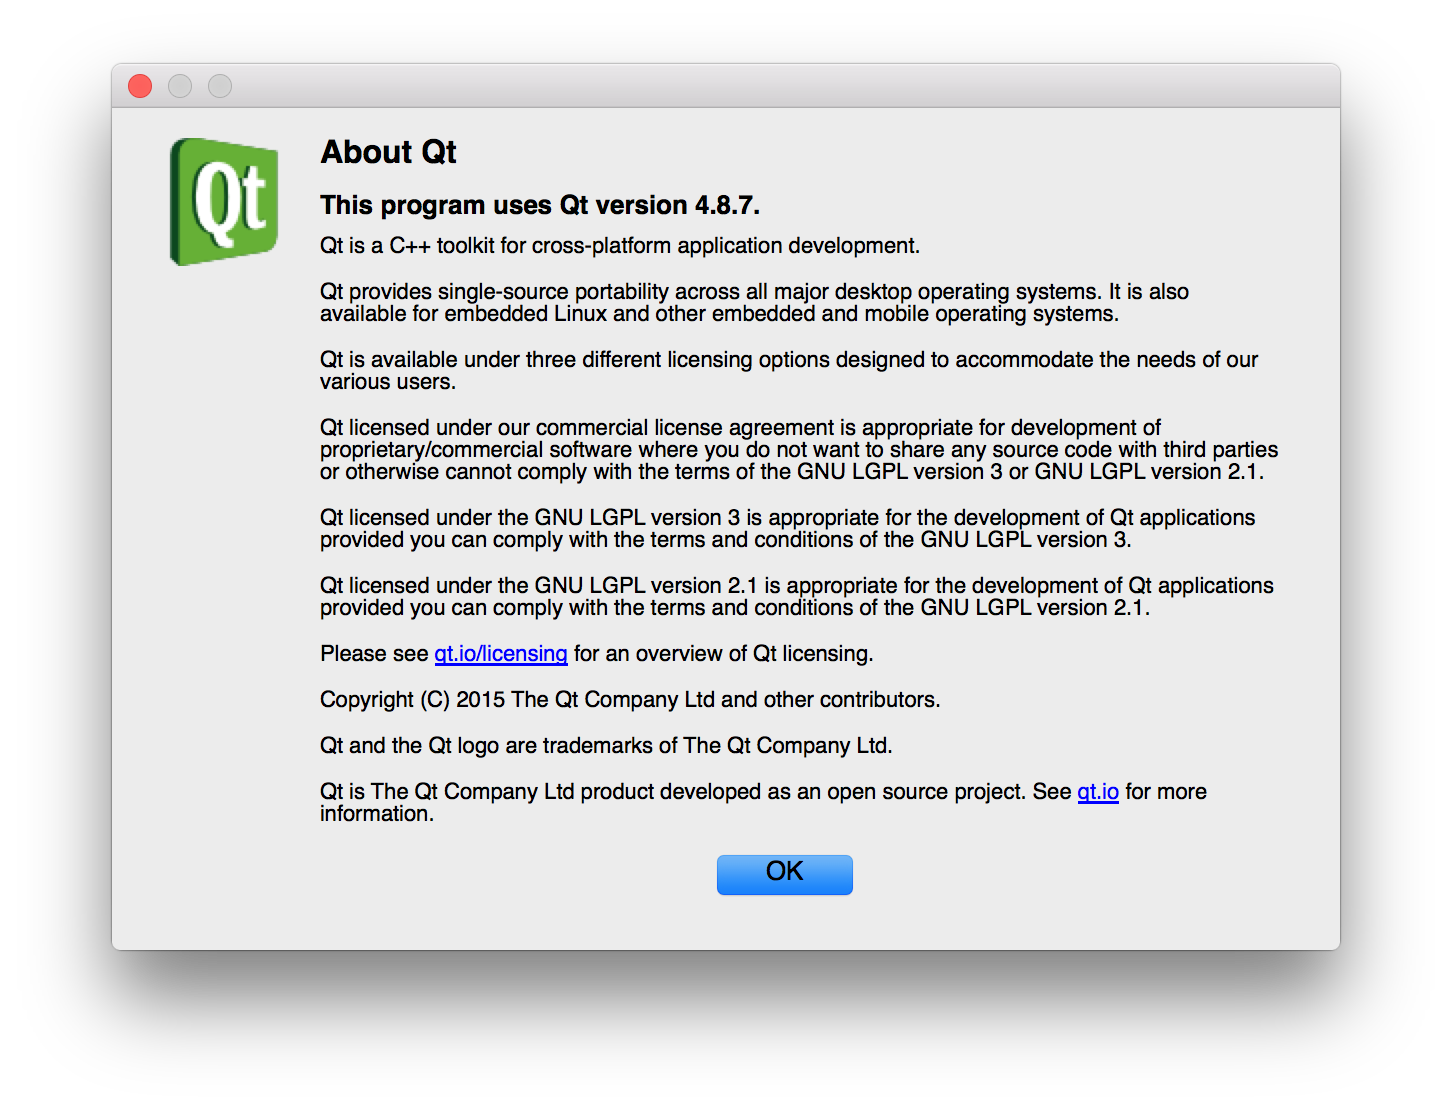 Qt
About Qt
This program uses Qt version 4.8.7.
Qt is a C++ toolkit for cross-platform application development.
Qt provides single-source portability across all major desktop operating systems. It is also
available for embedded Linux and other embedded and mobile operating systems.
Qt is available under three different licensing options designed to accommodate the needs of our
various users.
Qt licensed under our commercial license agreement is appropriate for development of
proprietary/commercial software where you do not want to share any source code with third parties
or otherwise cannot comply with the terms of the GNU LGPL version 3 or GNU LGPL version 2.1.
Qt licensed under the GNU LGPL version 3 is appropriate for the development of Qt applications
provided you can comply with the terms and conditions of the GNU LGPL version 3.
Qt licensed under the GNU LGPL version 2.1 is appropriate for the development of Qt applications
provided you can comply with the terms and conditions of the GNU LGPL version 2.1.
Please see qt.io/licensing for an overview of Qt licensing.
Copyright (C) 2015 The Qt Company Ltd and other contributors.
Qt and the Qt logo are trademarks of The Qt Company Ltd.
Qt is The Qt Company Ltd product developed as an open source project. See qt.io for more
information.
OK